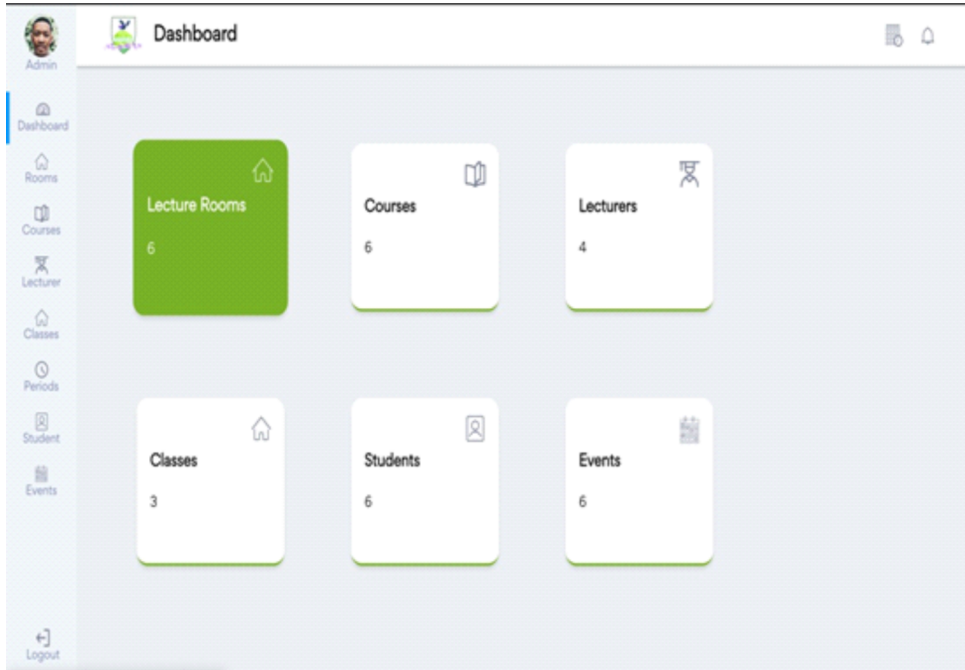 Admin
Dashboard
Rooms
Courses
Lecturer
Classes
Periods
Student
Events
Logout
Dashboard
Lecture Rooms
6
Courses
6
Lecturers
4
Classes
3
Students
6
Events
6